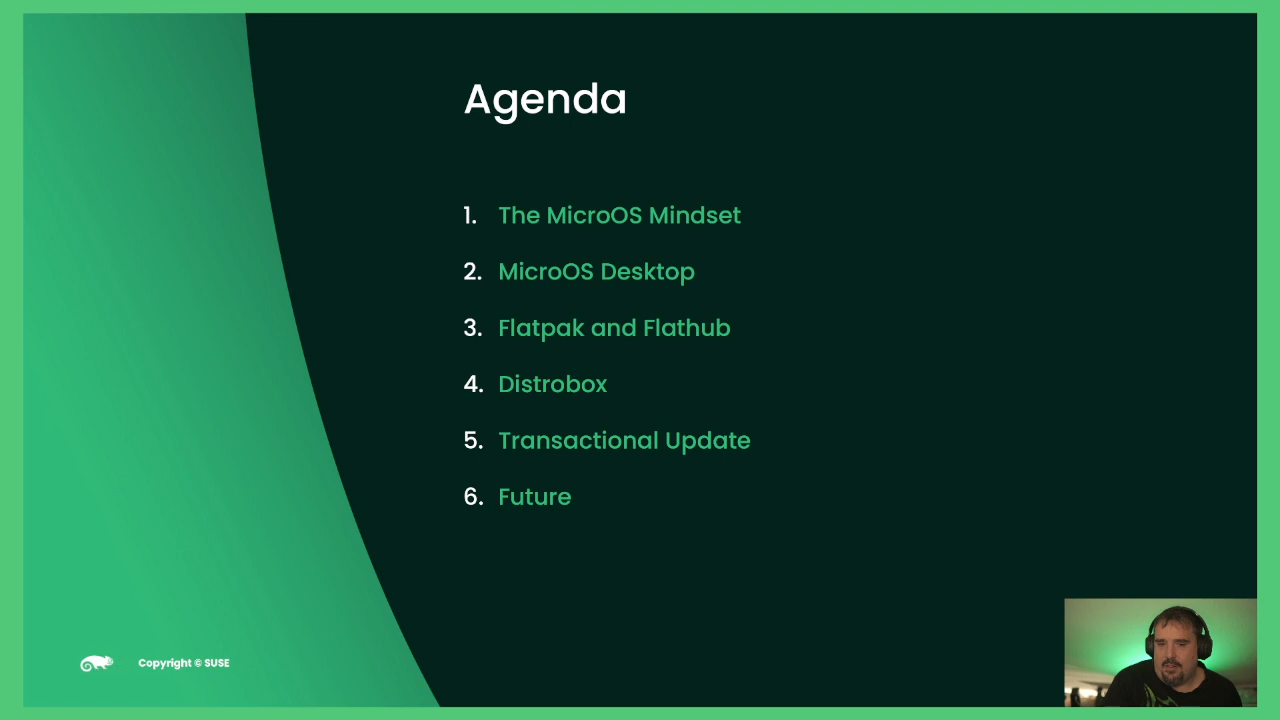 Agenda
1. The MicroOS Mindset
2. MicroOS Desktop
3. Flatpak and Flathub
4. Distrobox
5. Transactional Update
6. Future
Copyright © SUSE